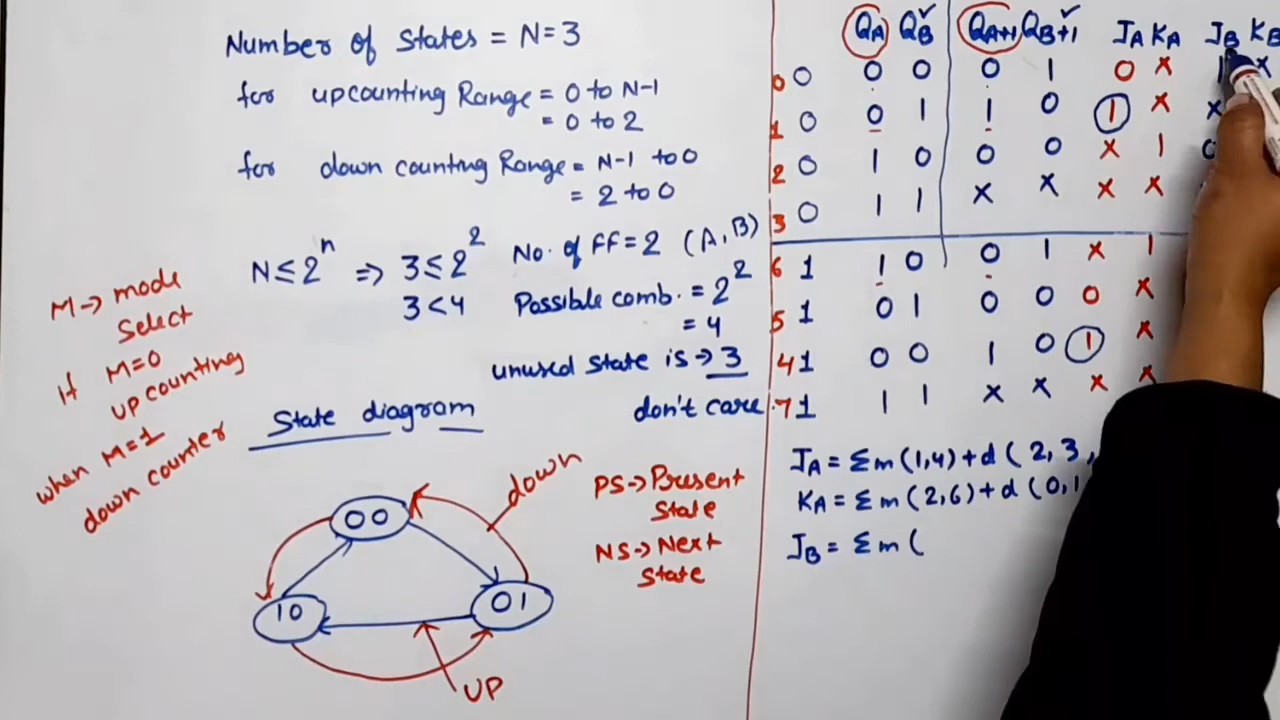 Number of States = N=3
for upcounting Range = 0 to N-1
= 0 to 2
for down counting Range = N-1 to 0
= 2 to 0
N ≤ 2^n ⇒ 3 ≤ 2^2
3 < 4
No. of FF = 2 (A, B)
Possible comb. = 2^2
= 4
unused state is → 3
don't care
M → mode
Select
If M=0
up counting
when M=1
down counter
State diagram
00
10
01
down
UP
PS → Present
State
NS → Next
State
QA QB QA+1 QB+1 JA KA JB KB
0 0 0 0 0 1 0 x 1 x
1 0 0 1 1 0 1 x x
2 0 1 0 0 0 x 1 0
3 0 1 1 x x x x
6 1 1 0 0 1 x 1
5 1 0 1 0 0 0 x
4 1 0 0 1 0 1 x
7 1 1 1 x x x x
JA = Σm(1,4) + d(2,3,
KA = Σm(2,6) + d(0,1
JB = Σm(